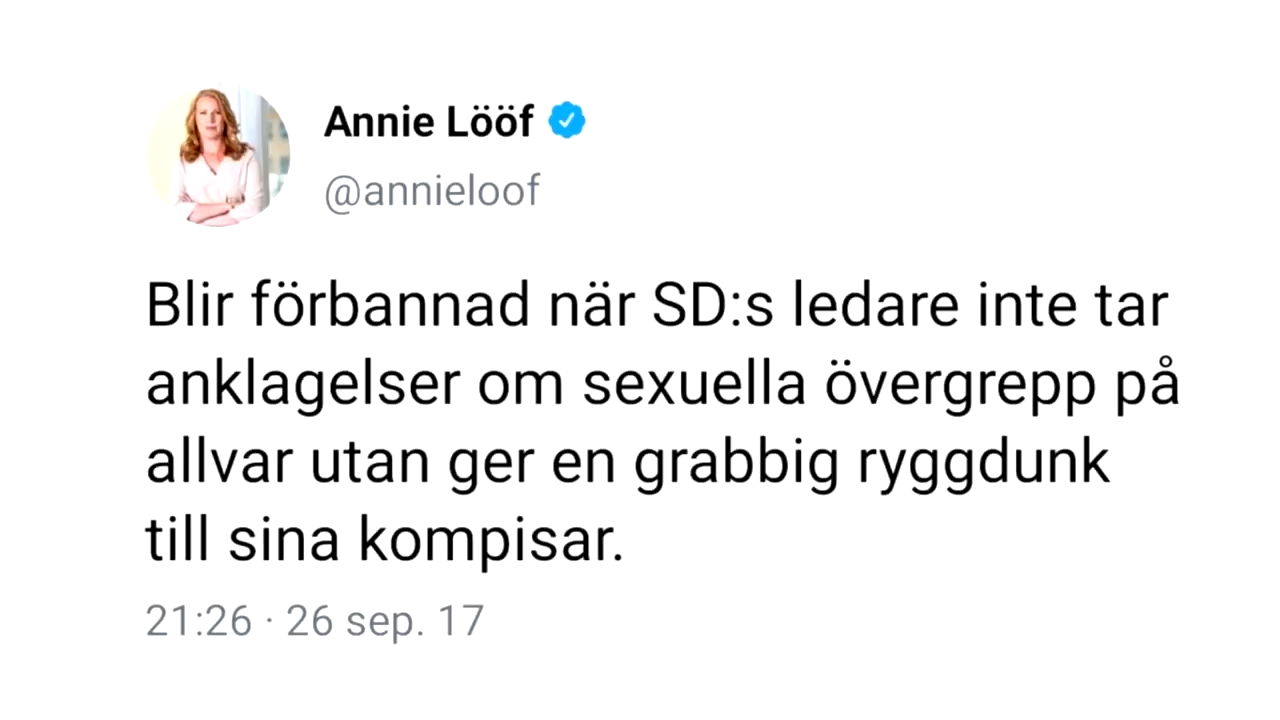 Annie Lööf
@annieloof
Blir förbannad när SD:s ledare inte tar
anklagelser om sexuella övergrepp på
allvar utan ger en grabbig ryggdunk
till sina kompisar.
21:26 · 26 sep. 17